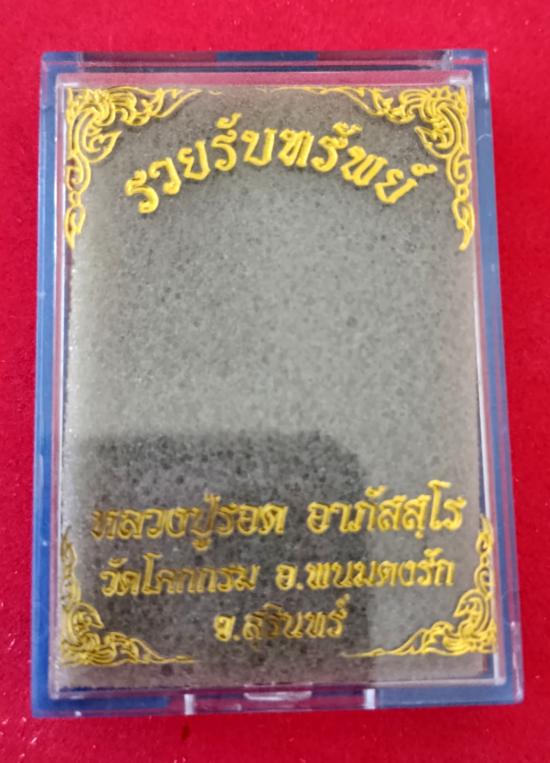 รวยรับทรัพย์
หลวงปู่รอด อาภัสสฺโร
วัดโคกกรม อ.พนมดงรัก
จ.สุรินทร์